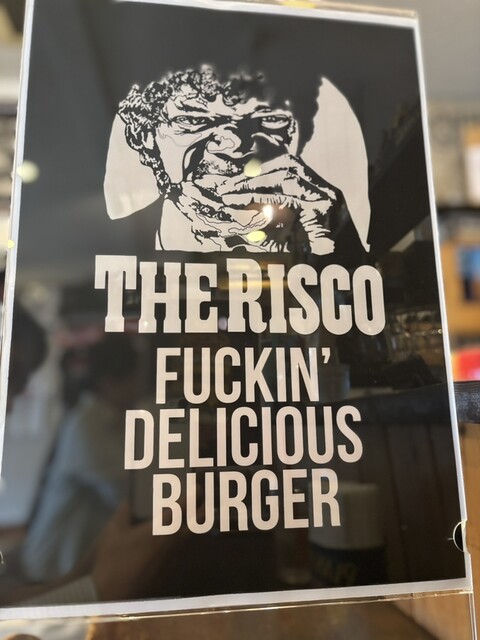 THE RISCO
FUCKIN'
DELICIOUS
BURGER